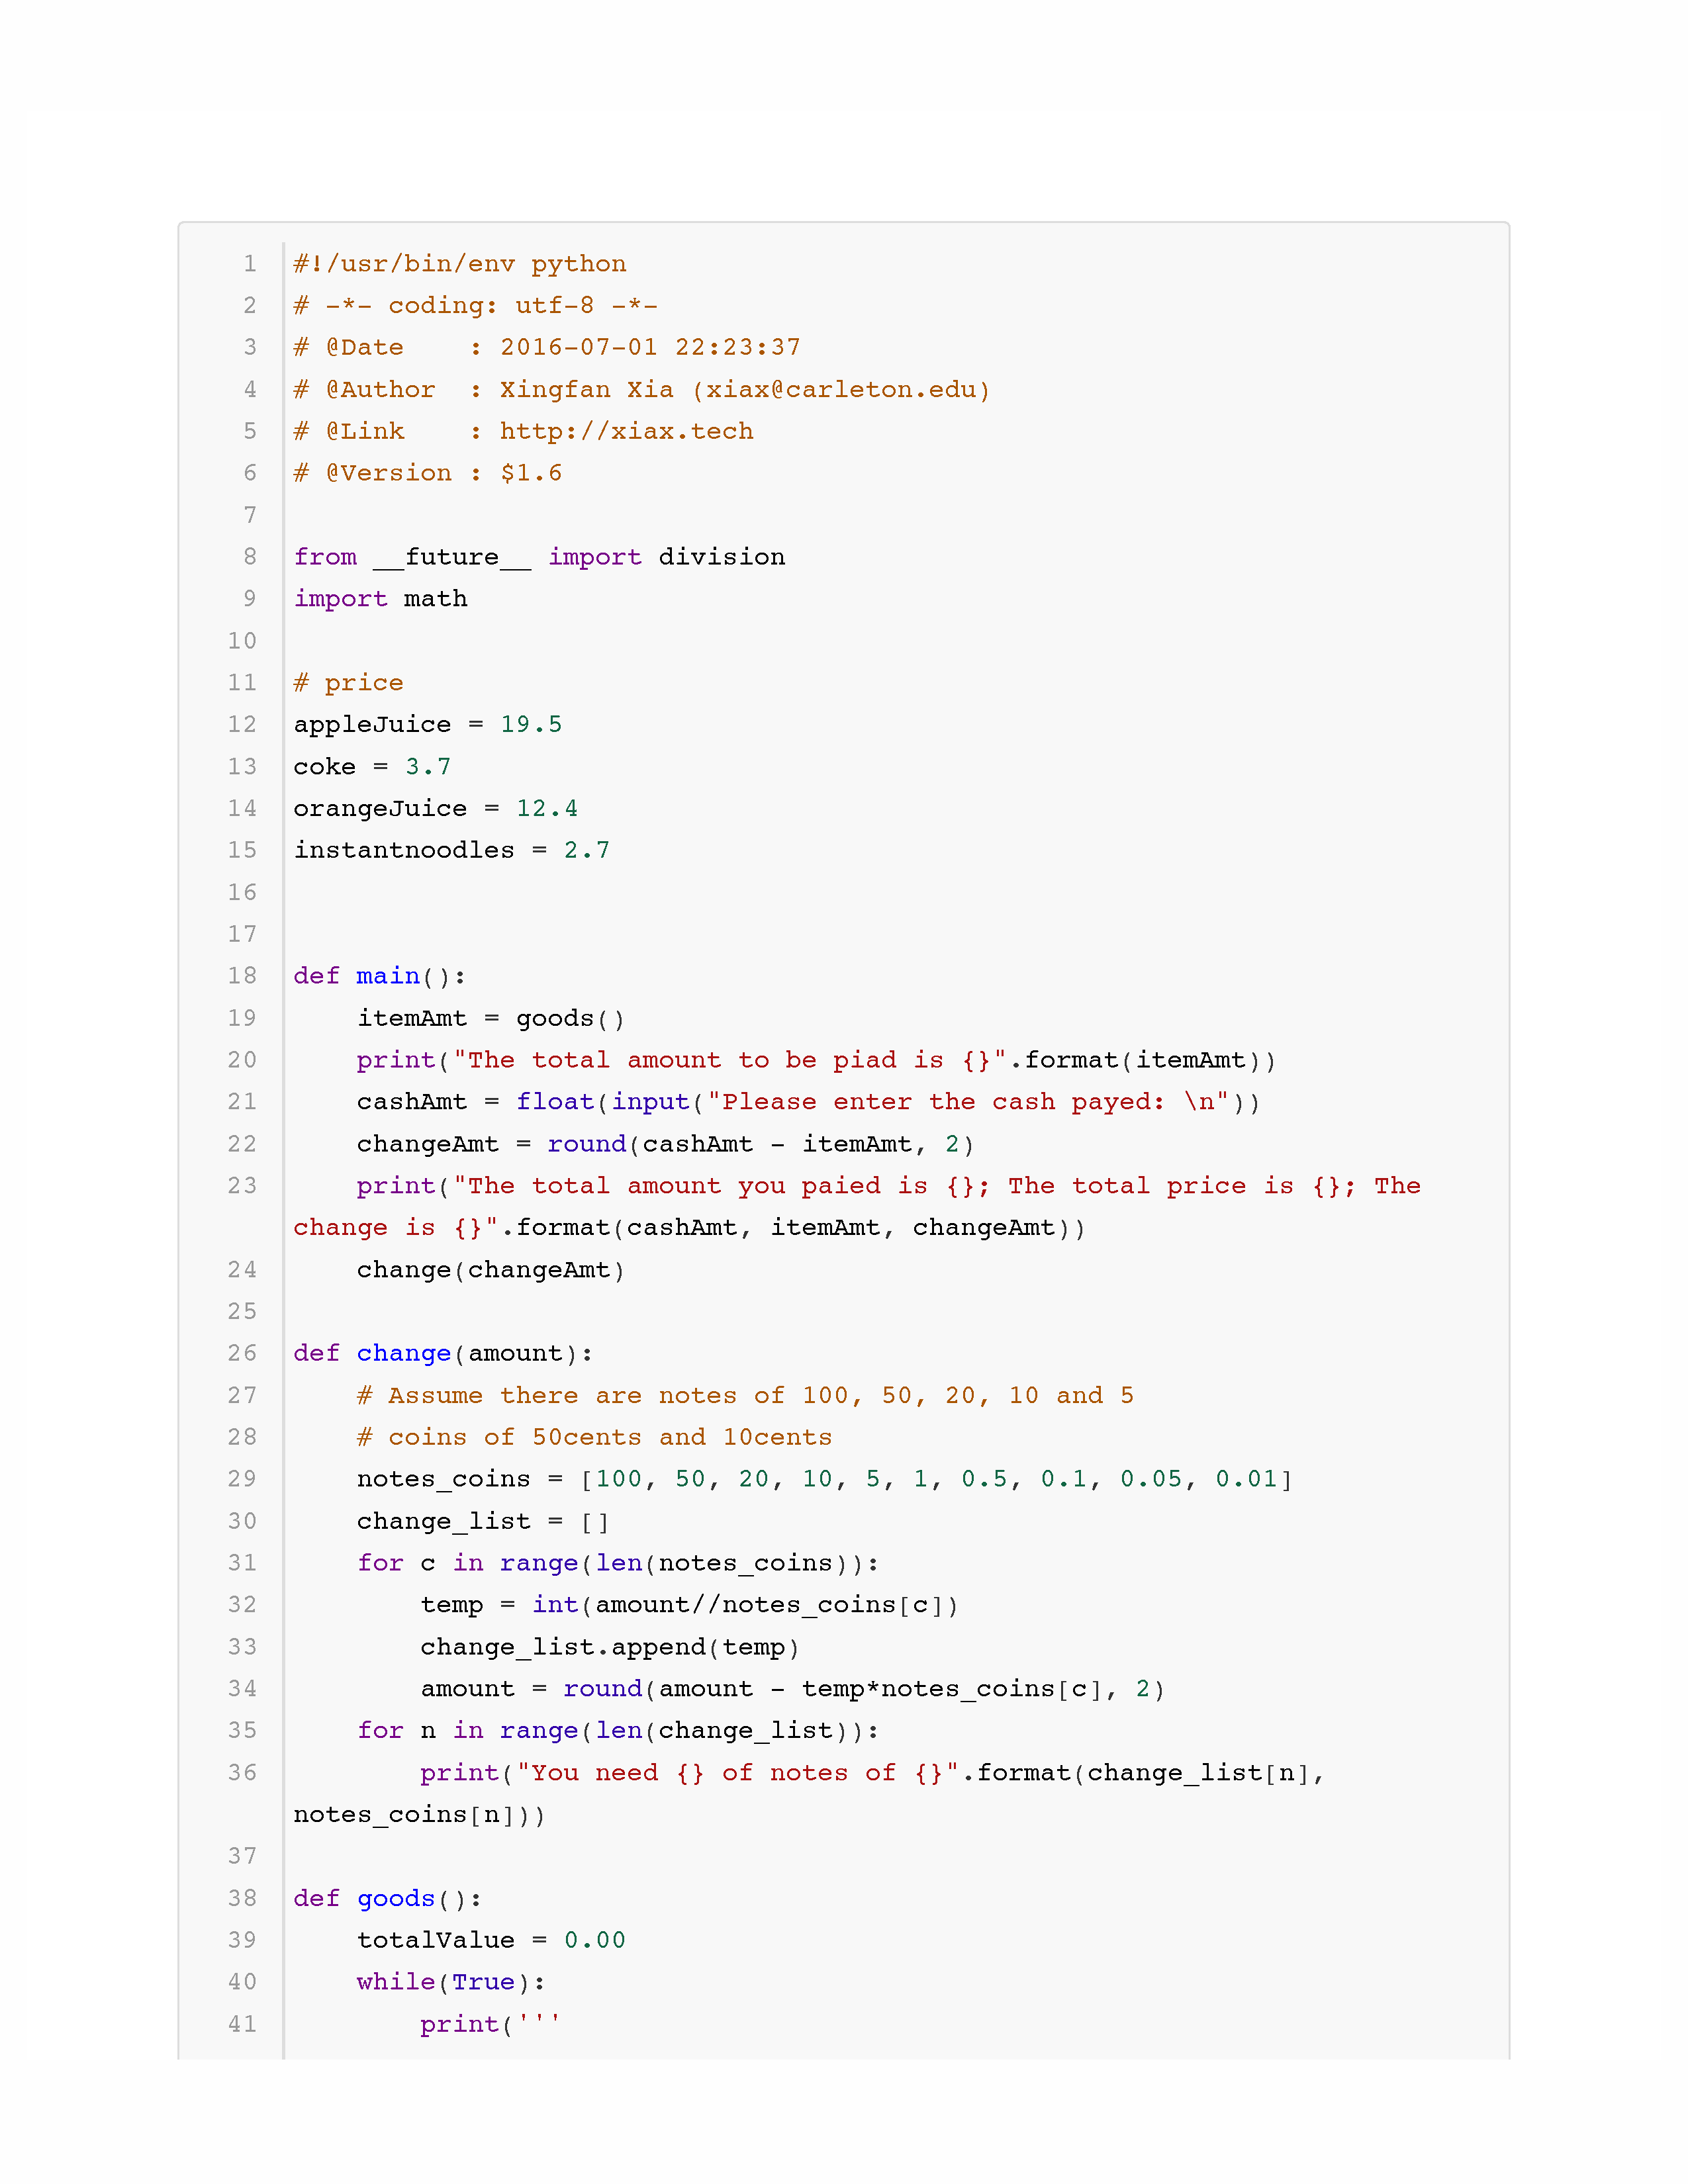 1 #!/usr/bin/env python
2 # -*- coding: utf-8 -*-
3 # @Date    : 2016-07-01 22:23:37
4 # @Author  : Xingfan Xia (xiax@carleton.edu)
5 # @Link    : http://xiax.tech
6 # @Version : $1.6
7
8 from __future__ import division
9 import math
10
11 # price
12 appleJuice = 19.5
13 coke = 3.7
14 orangeJuice = 12.4
15 instantnoodles = 2.7
16
17
18 def main():
19     itemAmt = goods()
20     print("The total amount to be piad is {}".format(itemAmt))
21     cashAmt = float(input("Please enter the cash payed: \n"))
22     changeAmt = round(cashAmt - itemAmt, 2)
23     print("The total amount you paied is {}; The total price is {}; The
change is {}".format(cashAmt, itemAmt, changeAmt))
24     change(changeAmt)
25
26 def change(amount):
27     # Assume there are notes of 100, 50, 20, 10 and 5
28     # coins of 50cents and 10cents
29     notes_coins = [100, 50, 20, 10, 5, 1, 0.5, 0.1, 0.05, 0.01]
30     change_list = []
31     for c in range(len(notes_coins)):
32         temp = int(amount//notes_coins[c])
33         change_list.append(temp)
34         amount = round(amount - temp*notes_coins[c], 2)
35     for n in range(len(change_list)):
36         print("You need {} of notes of {}".format(change_list[n],
notes_coins[n]))
37
38 def goods():
39     totalValue = 0.00
40     while(True):
41         print('''